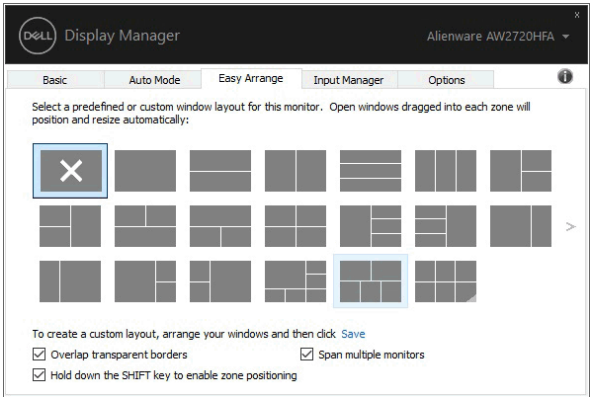 x
DELL Display Manager
Alienware AW2720HFA
Basic Auto Mode Easy Arrange Input Manager Options i
Select a predefined or custom window layout for this monitor. Open windows dragged into each zone will
position and resize automatically:
To create a custom layout, arrange your windows and then click Save
Overlap transparent borders Span multiple monitors
Hold down the SHIFT key to enable zone positioning